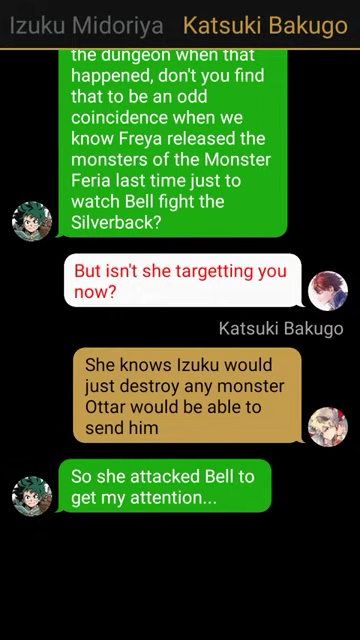 Izuku Midoriya Katsuki Bakugo
the dungeon when that
happened, don't you find
that to be an odd
coincidence when we
know Freya released the
monsters of the Monster
Feria last time just to
watch Bell fight the
Silverback?
But isn't she targetting you
now?
Katsuki Bakugo
She knows Izuku would
just destroy any monster
Ottar would be able to
send him
So she attacked Bell to
get my attention...